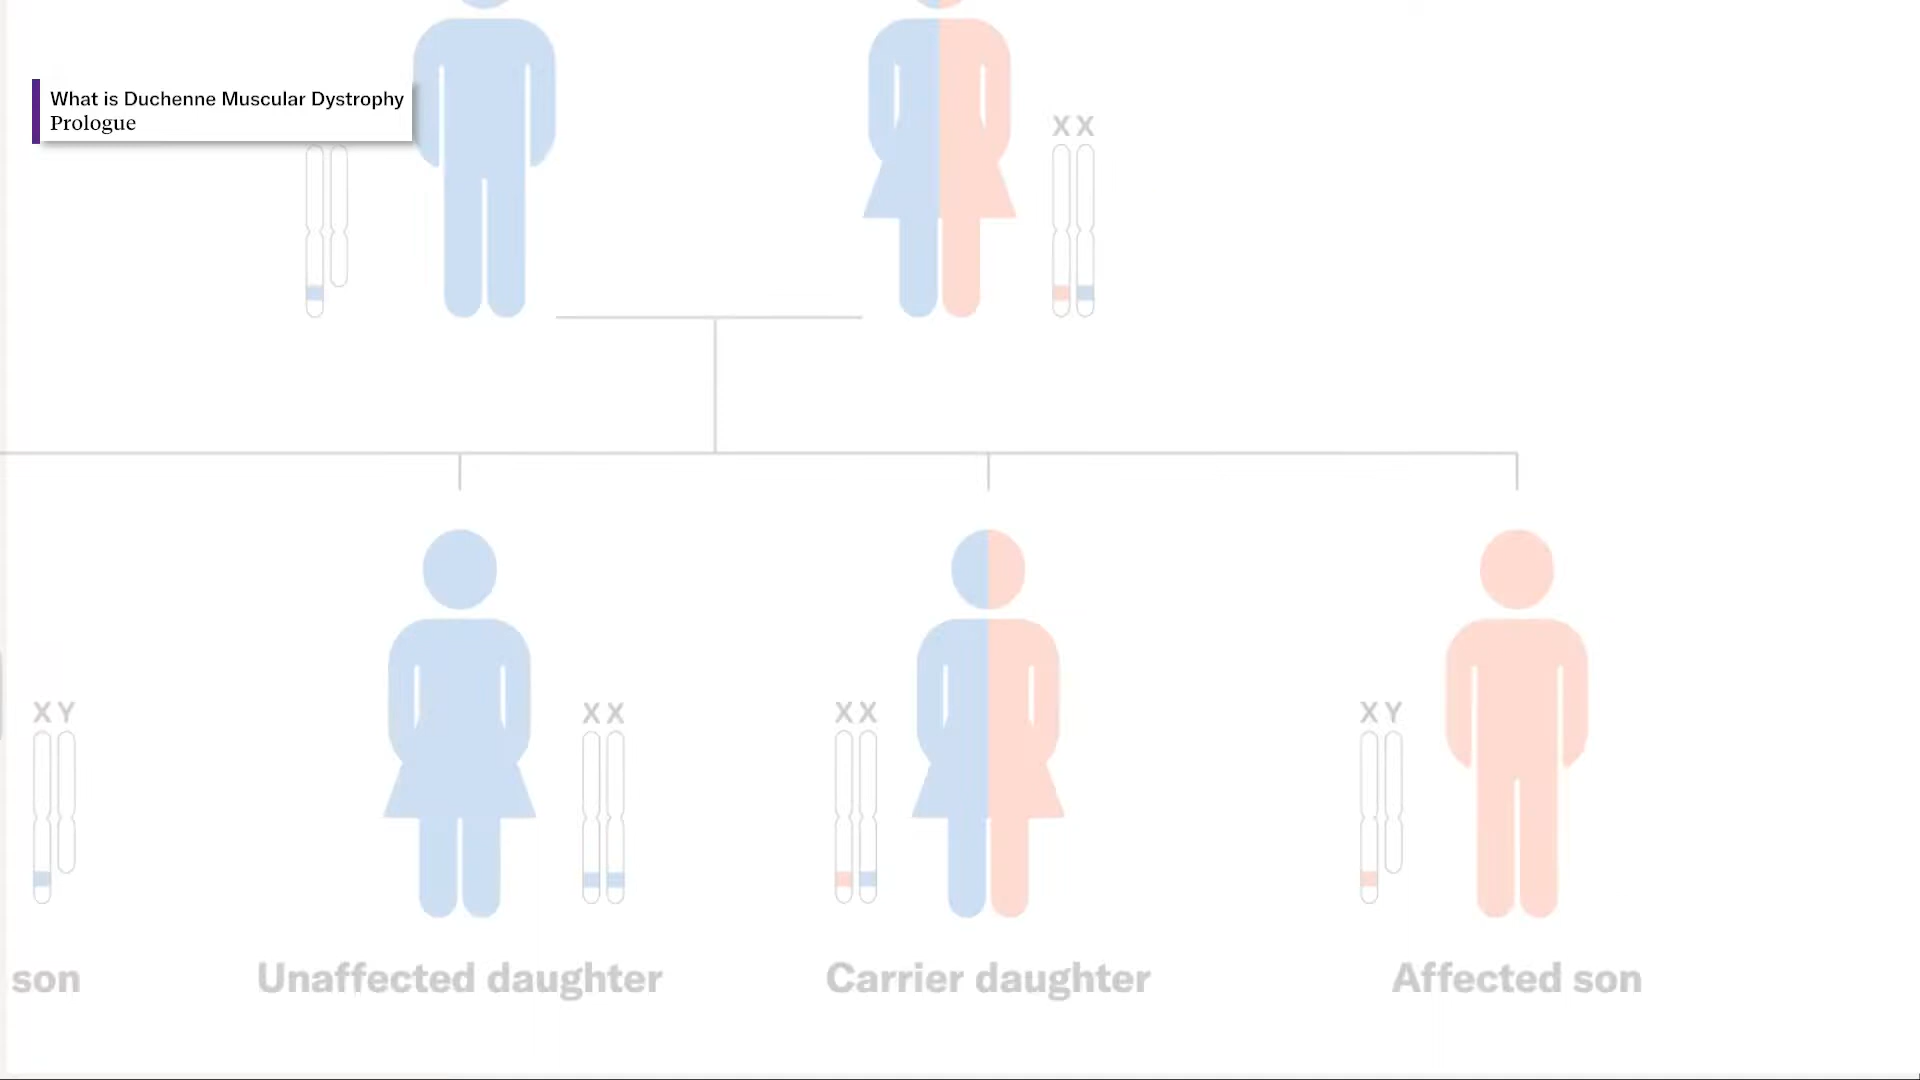 What is Duchenne Muscular Dystrophy
Prologue
X X
X Y
X X
X X
X Y
son
Unaffected daughter
Carrier daughter
Affected son